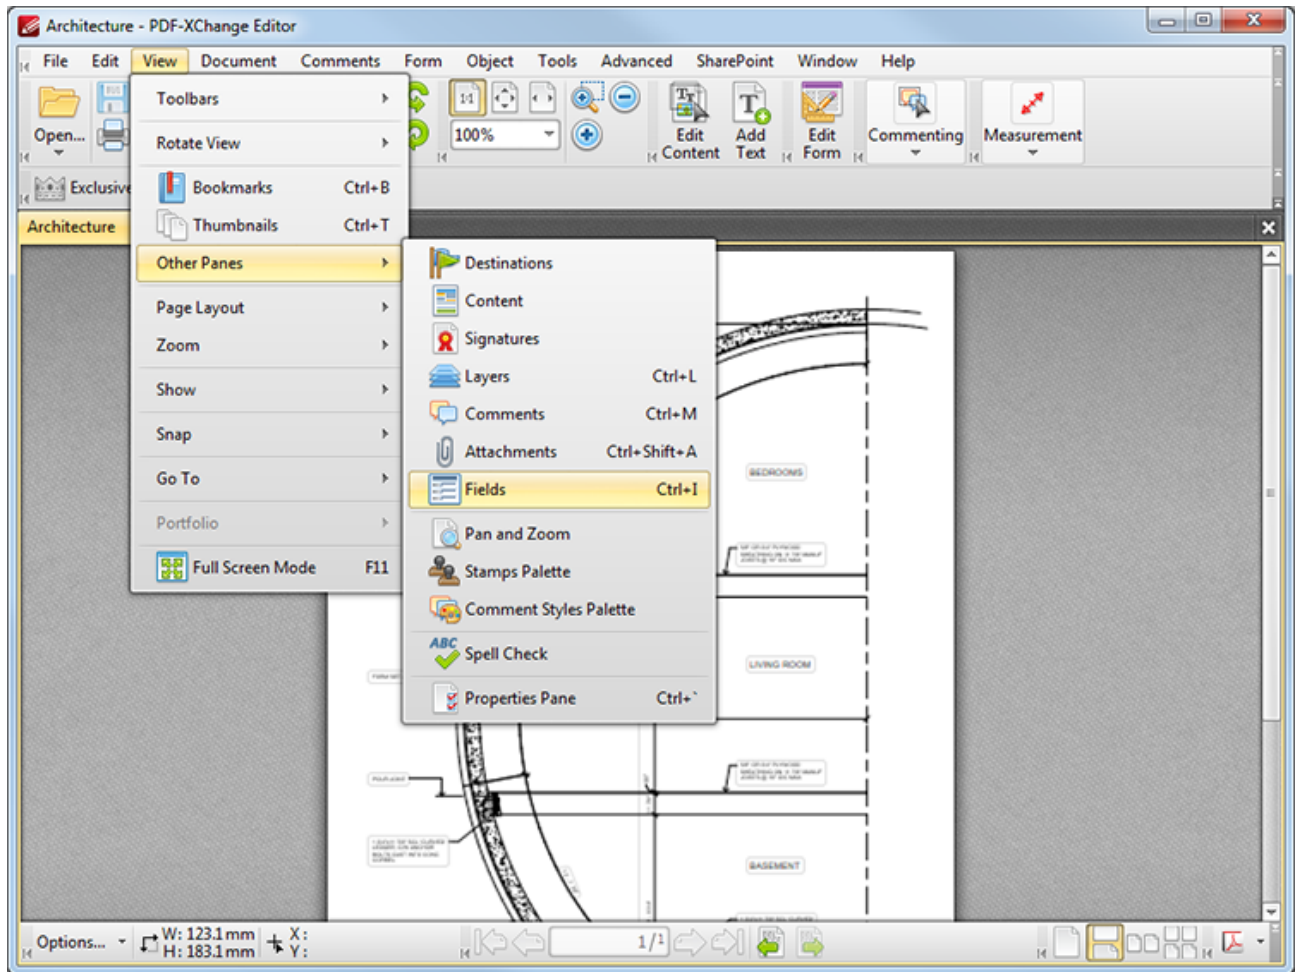 Architecture - PDF-XChange Editor
File Edit View Document Comments Form Object Tools Advanced SharePoint Window Help
Open...
100%
Edit Content
Add Text
Edit Form
Commenting
Measurement
Exclusive
Architecture
Toolbars
Rotate View
Bookmarks Ctrl+B
Thumbnails Ctrl+T
Other Panes
Page Layout
Zoom
Show
Snap
Go To
Portfolio
Full Screen Mode F11
Destinations
Content
Signatures
Layers Ctrl+L
Comments Ctrl+M
Attachments Ctrl+Shift+A
Fields Ctrl+I
Pan and Zoom
Stamps Palette
Comment Styles Palette
ABC
Spell Check
Properties Pane Ctrl+`
BEDROOMS
LIVING ROOM
BASEMENT
Options...
W: 123.1 mm
H: 183.1 mm
X:
Y:
1/1